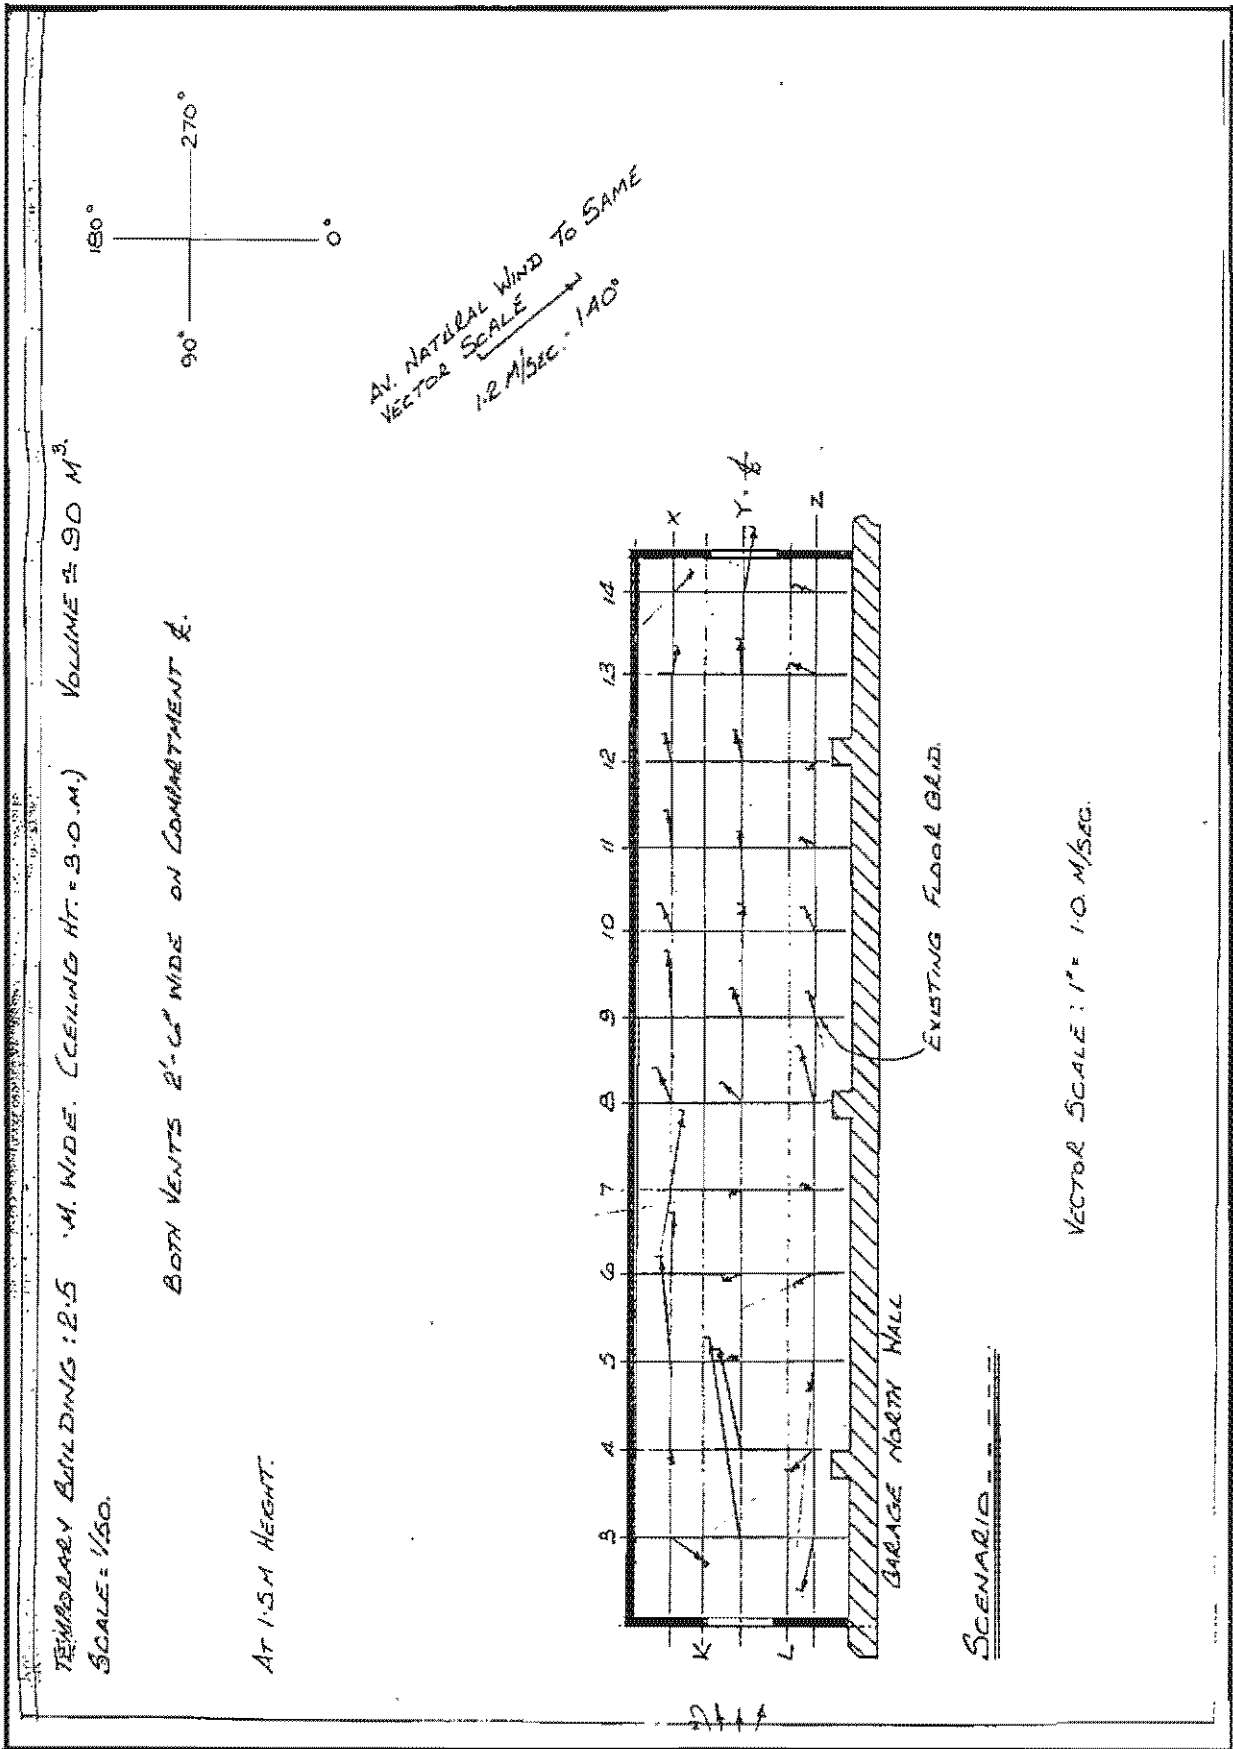 TEMPORARY BUILDING : 2.5 M. WIDE. (CEILING HT. = 3.0.M.) VOLUME ≃ 90 M³.
SCALE = 1/50.
BOTH VENTS 2'-6" WIDE ON COMPARTMENT ℄.
AT 1.5M HEIGHT.
180°
90°
270°
0°
AV. NATURAL WIND TO SAME
VECTOR SCALE
1.2 M/SEC. - 140°
3 4 5 6 7 8 9 10 11 12 13 14
X
Y = ℄
Z
K
L
GARAGE NORTH WALL
EXISTING FLOOR GRID.
SCENARIO
VECTOR SCALE : 1" = 1.0. M/SEC.